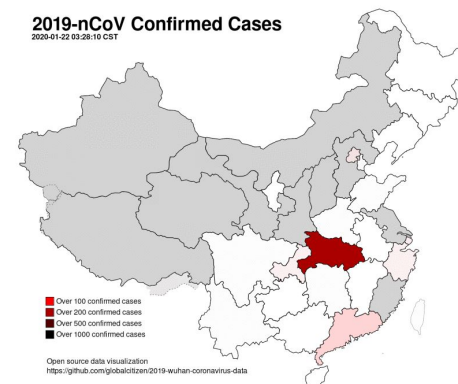 2019-nCoV Confirmed Cases
2020-01-22 03:28:10 CST
Over 100 confirmed cases
Over 200 confirmed cases
Over 500 confirmed cases
Over 1000 confirmed cases
Open source data visualization
https://github.com/globalcitizen/2019-wuhan-coronavirus-data